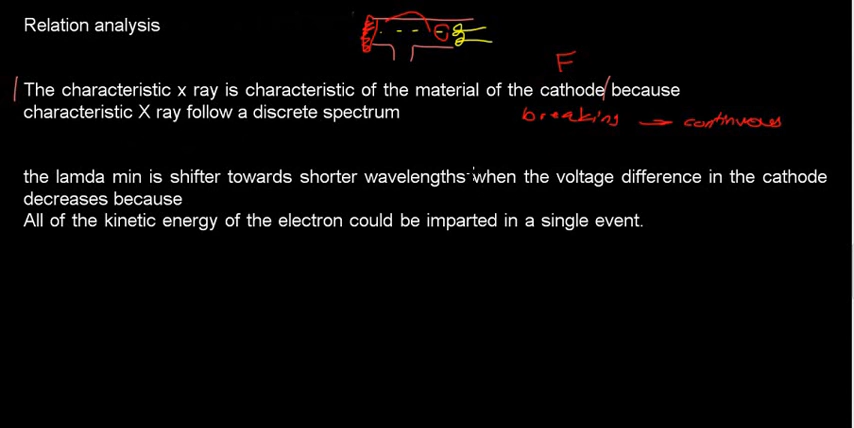 Relation analysis
F
The characteristic x ray is characteristic of the material of the cathode because
characteristic X ray follow a discrete spectrum
breaking → continuous
the lamda min is shifter towards shorter wavelengths when the voltage difference in the cathode
decreases because
All of the kinetic energy of the electron could be imparted in a single event.